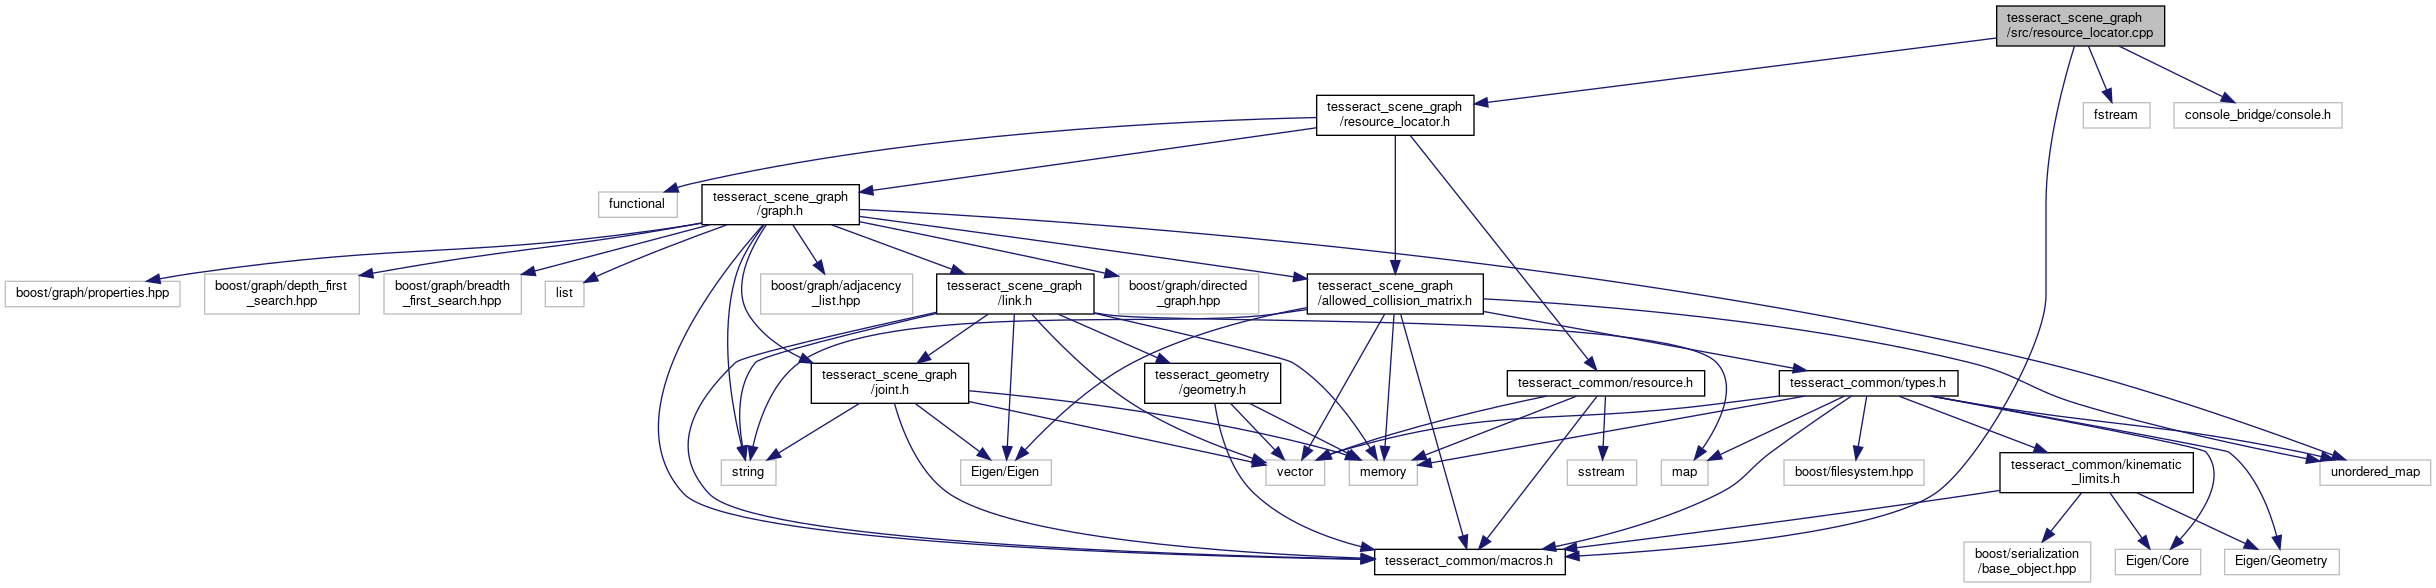 tesseract_scene_graph
/src/resource_locator.cpp
tesseract_scene_graph
/resource_locator.h
fstream
console_bridge/console.h
functional
tesseract_scene_graph
/graph.h
boost/graph/properties.hpp
boost/graph/depth_first
_search.hpp
boost/graph/breadth
_first_search.hpp
list
boost/graph/adjacency
_list.hpp
tesseract_scene_graph
/link.h
boost/graph/directed
_graph.hpp
tesseract_scene_graph
/allowed_collision_matrix.h
tesseract_scene_graph
/joint.h
tesseract_geometry
/geometry.h
tesseract_common/resource.h
tesseract_common/types.h
string
Eigen/Eigen
vector
memory
sstream
map
boost/filesystem.hpp
tesseract_common/kinematic
_limits.h
unordered_map
tesseract_common/macros.h
boost/serialization
/base_object.hpp
Eigen/Core
Eigen/Geometry